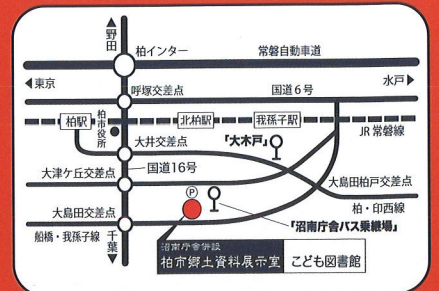 ▲野田
柏インター
常磐自動車道
◀東京
水戸▶
呼塚交差点
国道6号
柏駅
柏市役所
北柏駅
我孫子駅
JR常磐線
大井交差点
「大木戸」
大津ケ丘交差点
国道16号
大島田柏戸交差点
P
柏・印西線
大島田交差点
「沼南庁舎バス乗継場」
船橋・我孫子線
千葉▼
沼南庁舎併設
柏市郷土資料展示室
こども図書館